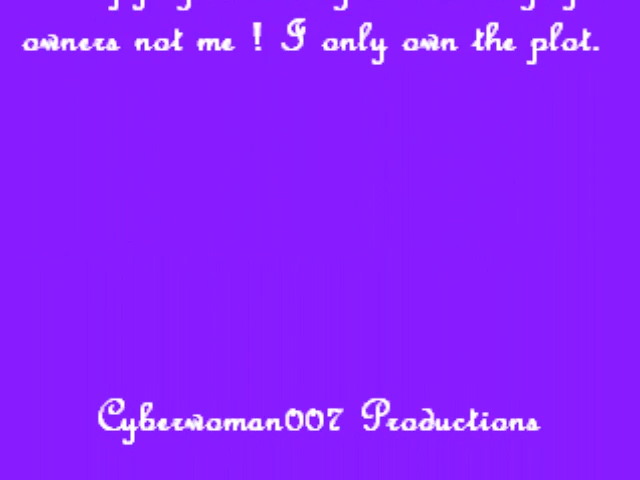 owners not me ! I only own the plot.
Cyberwoman007 Productions